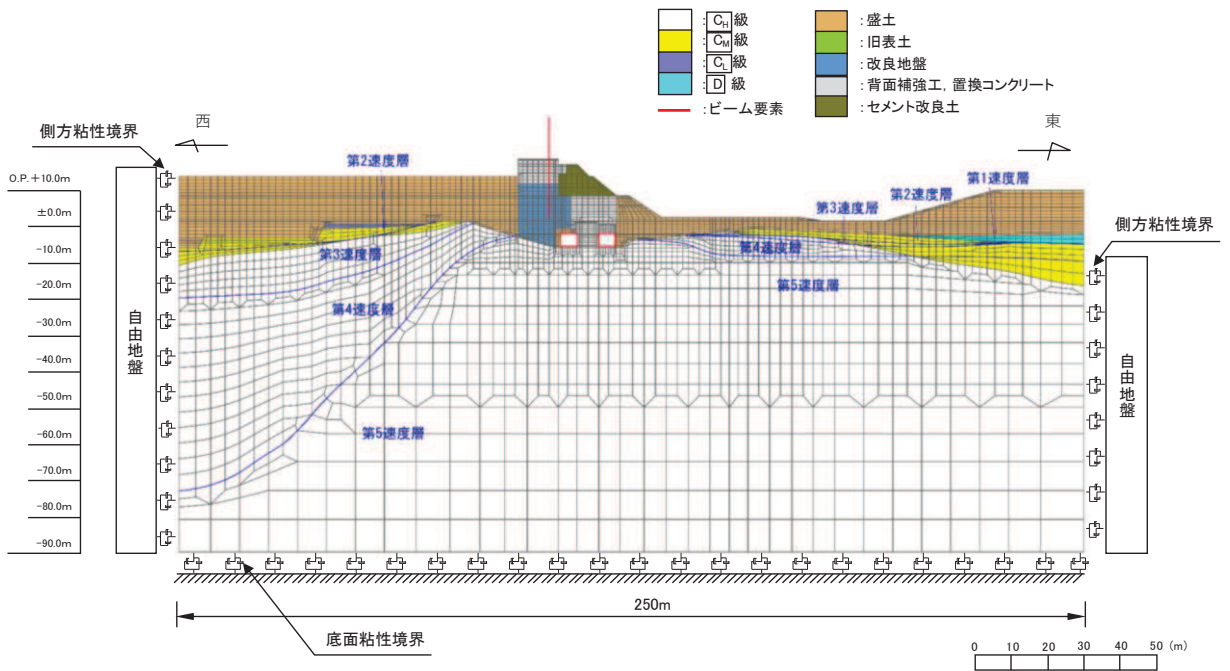 ：C_H級
：C_M級
：C_L級
：D 級
：ビーム要素
：盛土
：旧表土
：改良地盤
：背面補強工，置換コンクリート
：セメント改良土
西
東
側方粘性境界
側方粘性境界
O.P.＋10.0m
±0.0m
－10.0m
－20.0m
－30.0m
－40.0m
－50.0m
－60.0m
－70.0m
－80.0m
－90.0m
自由地盤
自由地盤
第2速度層
第3速度層
第4速度層
第5速度層
第3速度層
第2速度層
第1速度層
第4速度層
第5速度層
250m
底面粘性境界
0 10 20 30 40 50 (m)